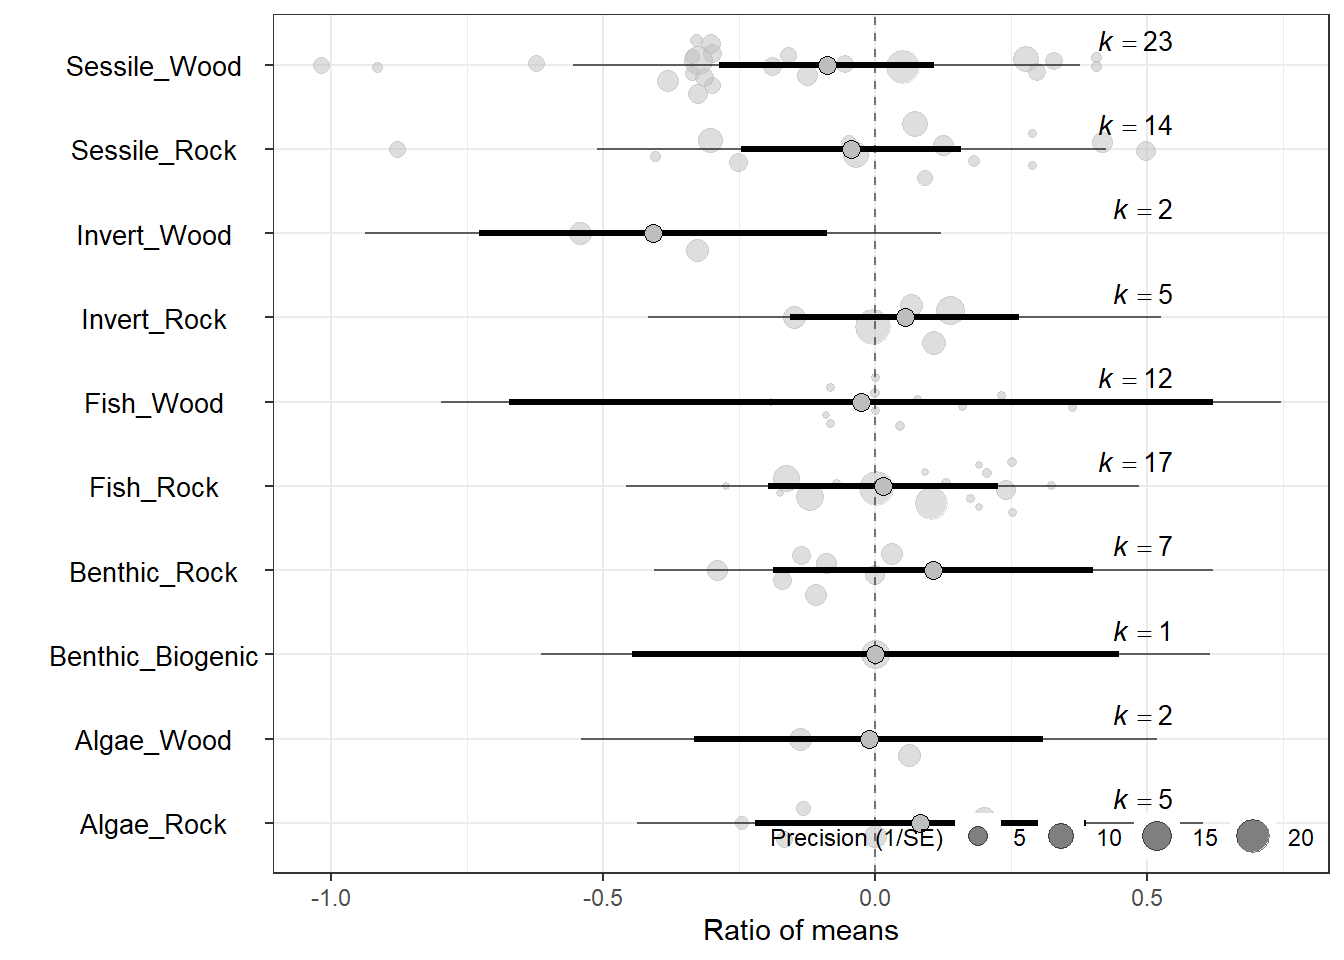 k = 23
Sessile_Wood
k = 14
Sessile_Rock
k = 2
Invert_Wood
k = 5
Invert_Rock
k = 12
Fish_Wood
k = 17
Fish_Rock
k = 7
Benthic_Rock
k = 1
Benthic_Biogenic
k = 2
Algae_Wood
k = 5
Algae_Rock
Precision (1/SE) 5 10 15 20
-1.0 -0.5 0.0 0.5
Ratio of means